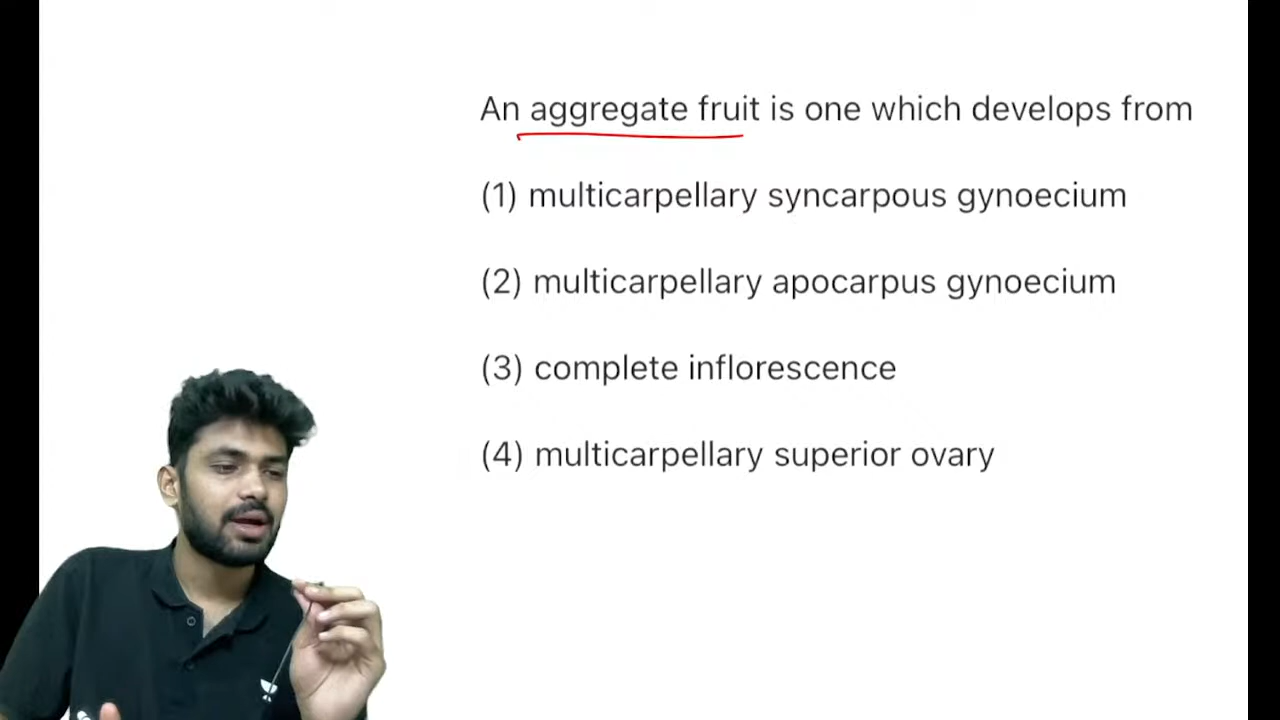 An aggregate fruit is one which develops from
(1) multicarpellary syncarpous gynoecium
(2) multicarpellary apocarpus gynoecium
(3) complete inflorescence
(4) multicarpellary superior ovary